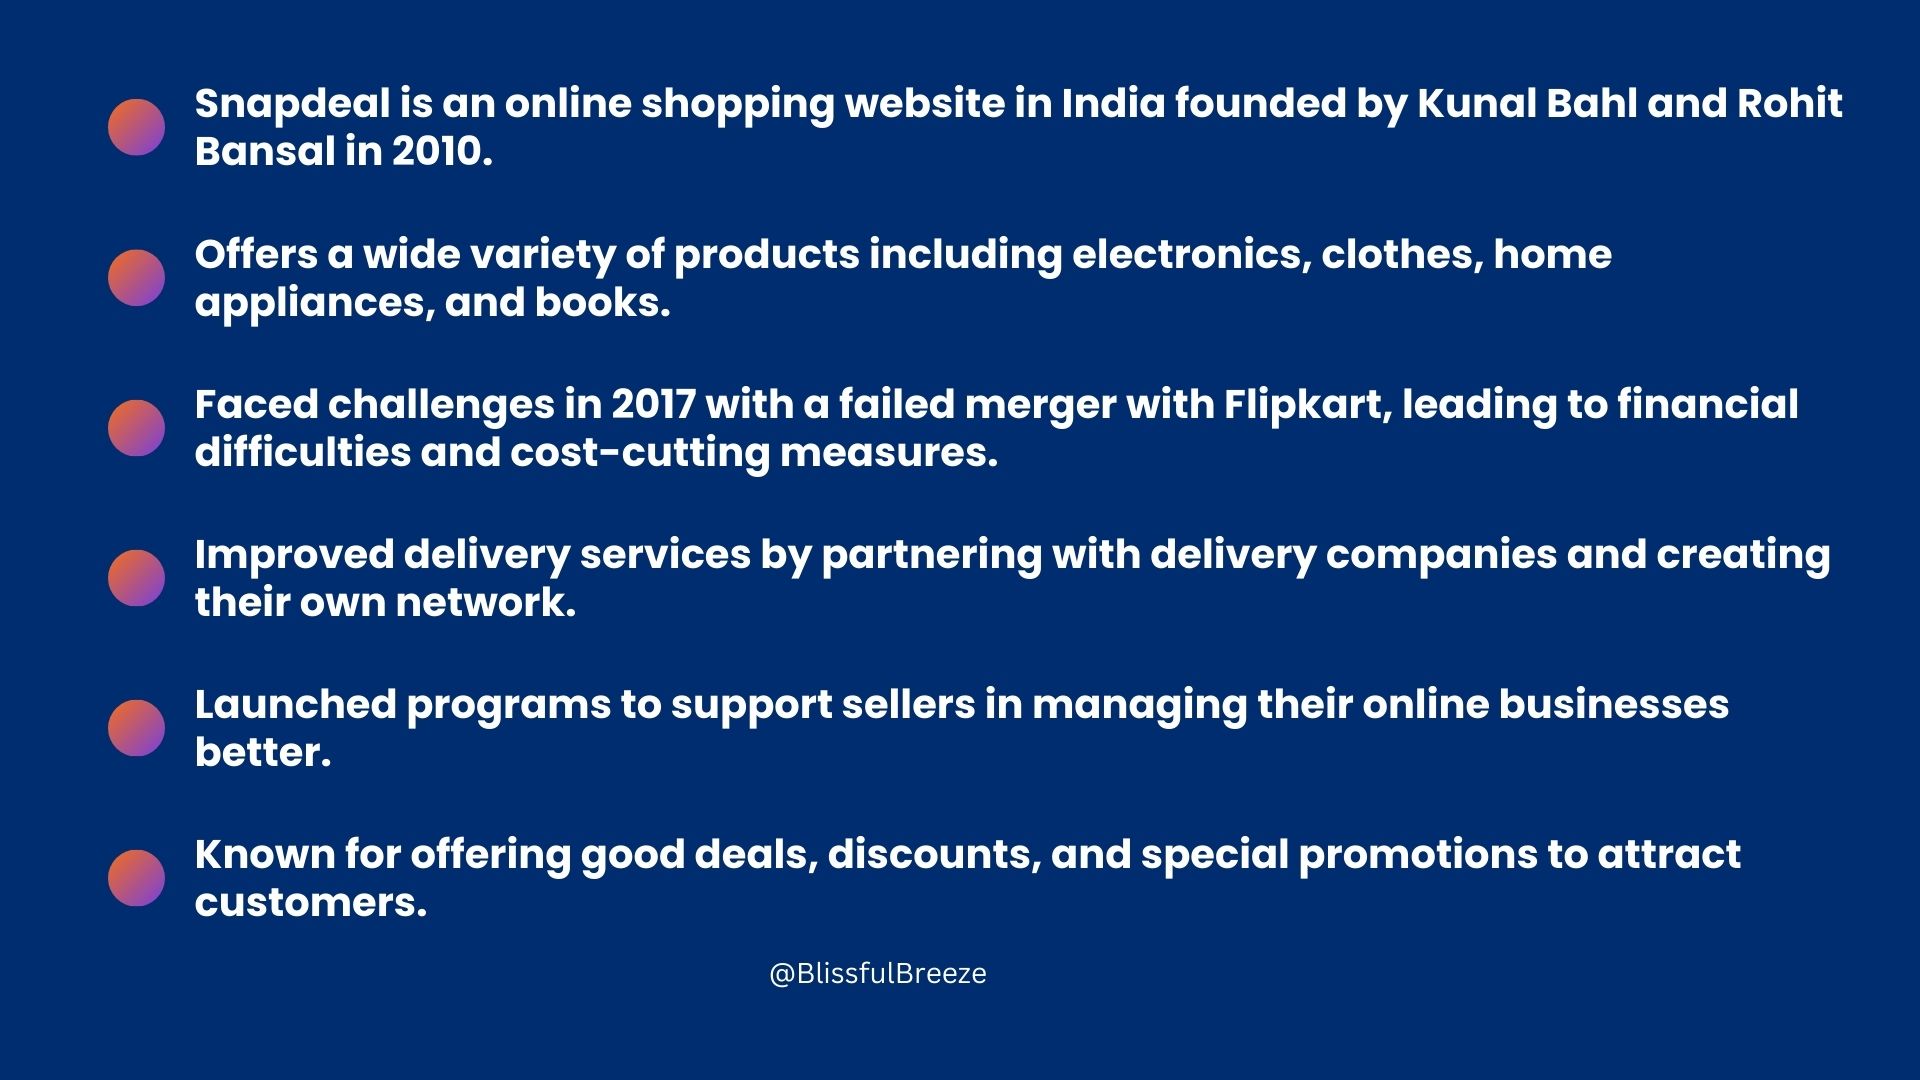 Snapdeal is an online shopping website in India founded by Kunal Bahl and Rohit
Bansal in 2010.
Offers a wide variety of products including electronics, clothes, home
appliances, and books.
Faced challenges in 2017 with a failed merger with Flipkart, leading to financial
difficulties and cost-cutting measures.
Improved delivery services by partnering with delivery companies and creating
their own network.
Launched programs to support sellers in managing their online businesses
better.
Known for offering good deals, discounts, and special promotions to attract
customers.
@BlissfulBreeze